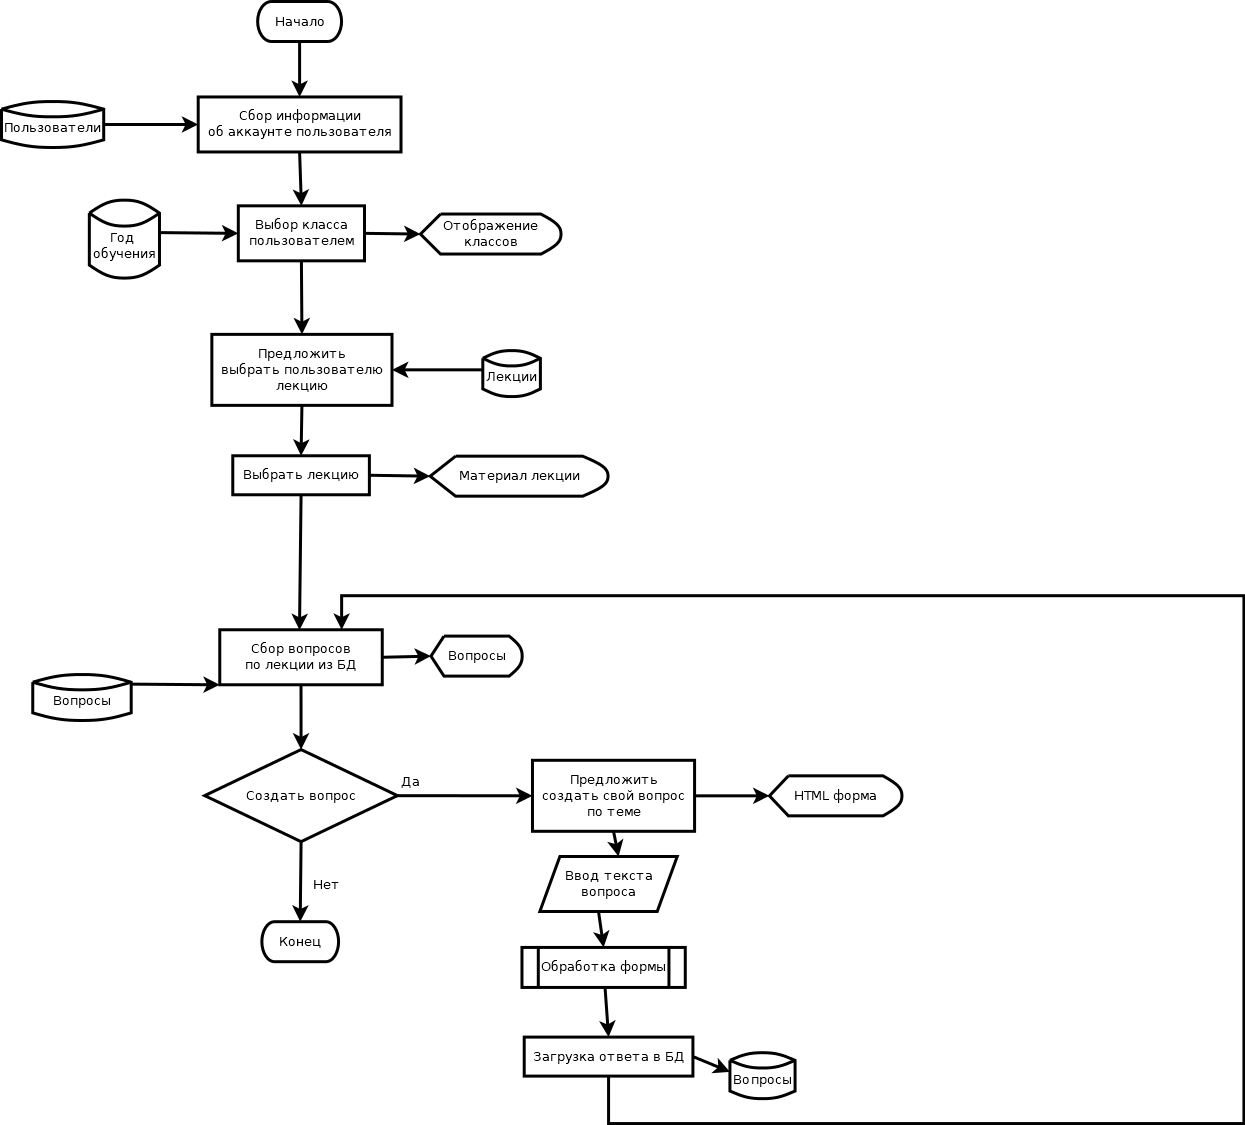 Начало
Сбор информации
об аккаунте пользователя
Пользователи
Выбор класса
пользователем
Год
обучения
Отображение
классов
Предложить
выбрать пользователю
лекцию
Лекции
Выбрать лекцию
Материал лекции
Сбор вопросов
по лекции из БД
Вопросы
Вопросы
Создать вопрос
Да
Предложить
создать свой вопрос
по теме
HTML форма
Ввод текста
вопроса
Нет
Конец
Обработка формы
Загрузка ответа в БД
Вопросы